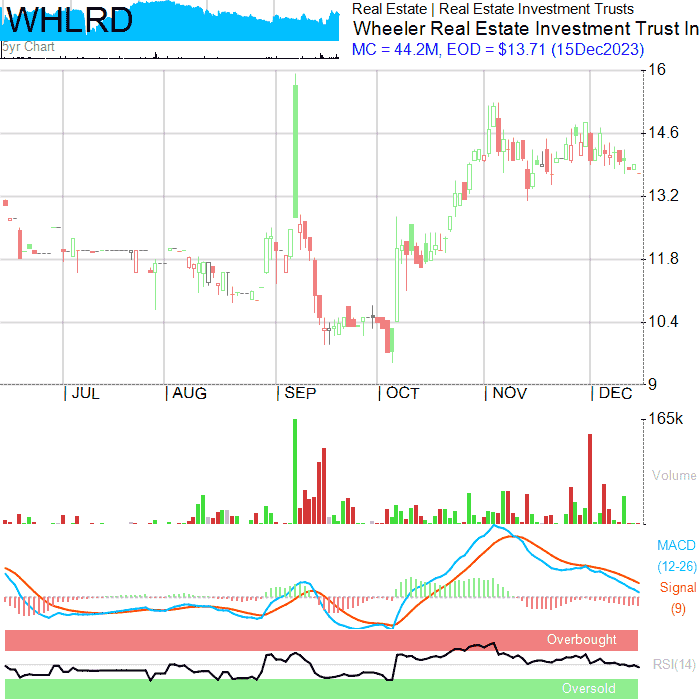 WHLRD
5yr Chart
Real Estate | Real Estate Investment Trusts
Wheeler Real Estate Investment Trust In
MC = 44.2M, EOD = $13.71 (15Dec2023)
16
14.6
13.2
11.8
10.4
9
JUL AUG SEP OCT NOV DEC
165k
Volume
MACD
(12-26)
Signal
(9)
Overbought
RSI(14)
Oversold